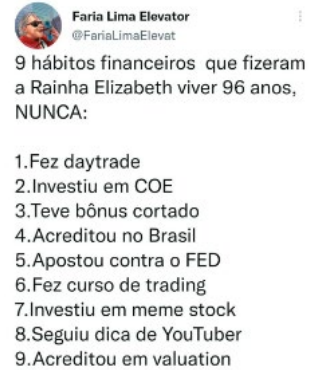 Faria Lima Elevator
@FariaLimaElevat
9 hábitos financeiros que fizeram
a Rainha Elizabeth viver 96 anos,
NUNCA:
1.Fez daytrade
2.Investiu em COE
3.Teve bônus cortado
4.Acreditou no Brasil
5.Apostou contra o FED
6.Fez curso de trading
7.Investiu em meme stock
8.Seguiu dica de YouTuber
9.Acreditou em valuation